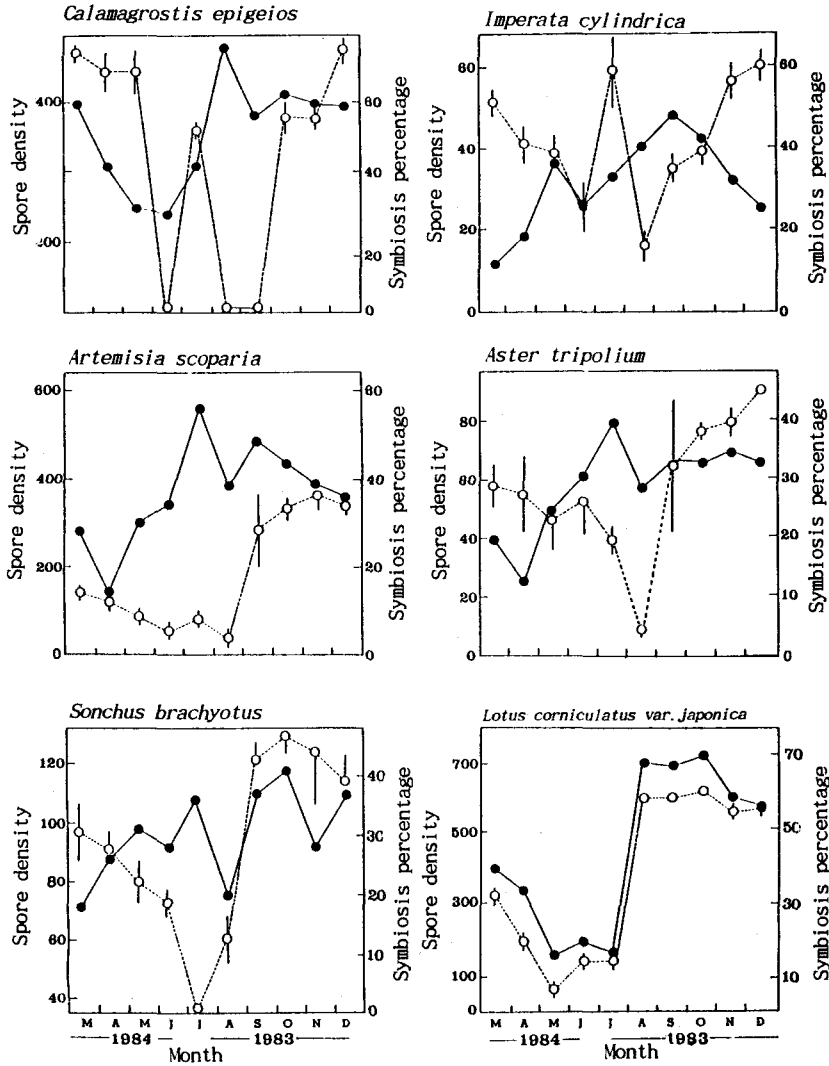 Calamagrostis epigeios
Imperata cylindrica
Spore density
400
400
60
40
20
0
Symbiosis percentage
Spore density
60
40
20
0
60
40
20
0
Symbiosis percentage
Artemisia scoparia
Aster tripolium
Spore density
600
400
200
0
60
40
20
0
Symbiosis percentage
Spore density
80
60
40
20
0
40
30
20
10
0
Symbiosis percentage
Sonchus brachyotus
Lotus corniculatus var. japonica
Spore density
120
100
80
60
40
40
30
20
10
0
Symbiosis percentage
Spore density
700
500
300
100
0
70
50
30
10
Symbiosis percentage
M A M J J A S O N D
M A M J J A S O N D
1984 1983
1984 1983
Month
Month